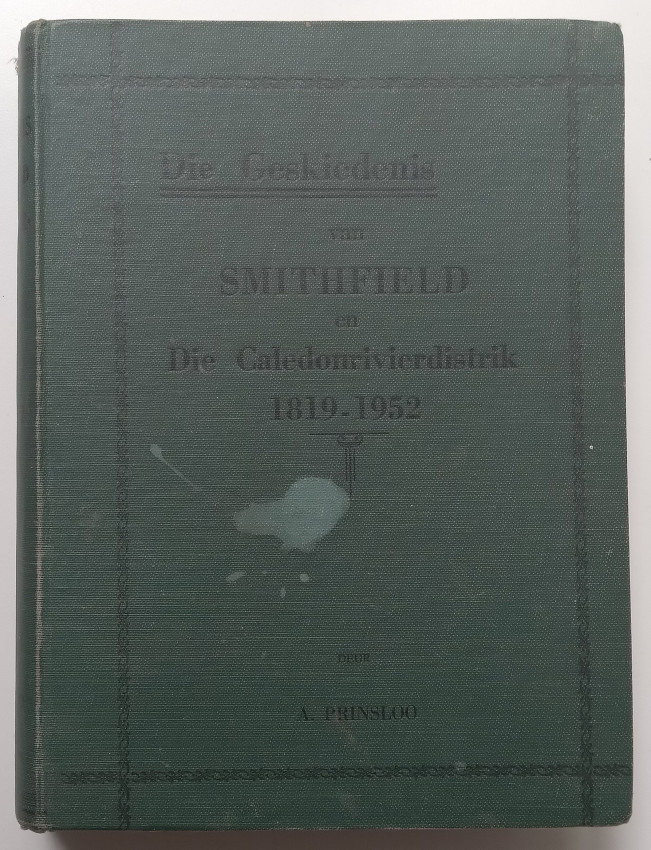 Die Geskiedenis
van
SMITHFIELD
en
Die Caledonrivierdistrik
1819-1952
DEUR
A. PRINSLOO